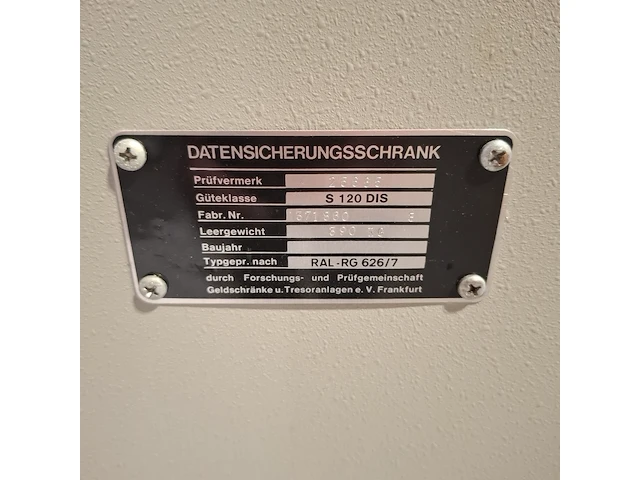 DATENSICHERUNGSSCHRANK
Prüfvermerk
Güteklasse S 120 DIS
Fabr. Nr.
Leergewicht
Baujahr
Typgepr. nach RAL-RG 626/7
durch Forschungs- und Prüfgemeinschaft
Geldschränke u. Tresoranlagen e. V. Frankfurt